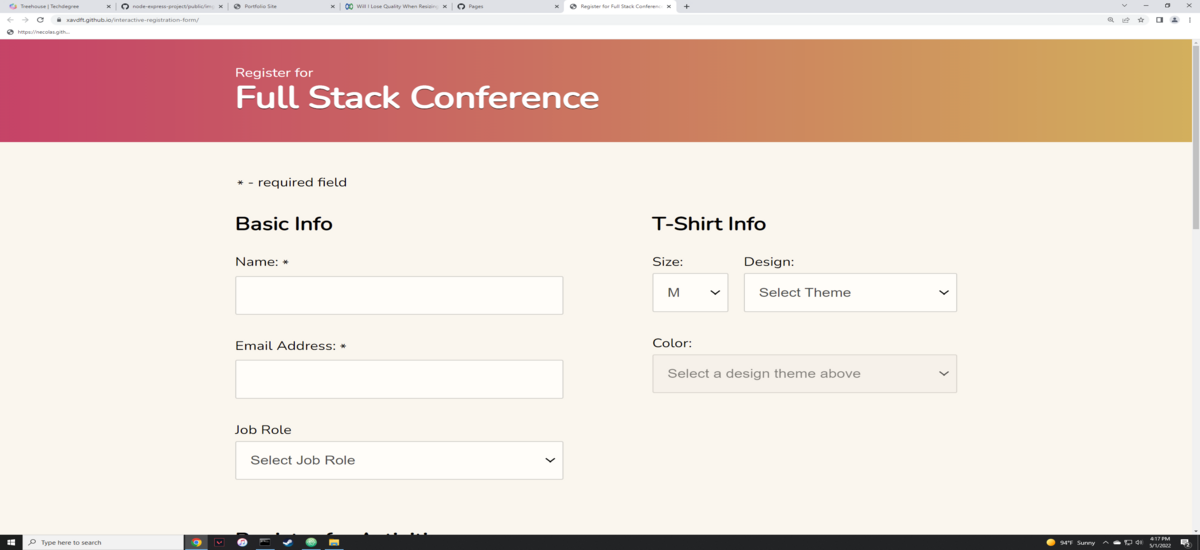 Treehouse | Techdegree
node-express-project/public/im
Portfolio Site
Will I Lose Quality When Resizing
Pages
Register for Full Stack Conferenc
xavdft.github.io/interactive-registration-form/
https://necolas.gith...
Register for
Full Stack Conference
* - required field
Basic Info
Name: *
Email Address: *
Job Role
Select Job Role
T-Shirt Info
Size:
Design:
M
Select Theme
Color:
Select a design theme above
Type here to search
94°F Sunny
4:17 PM
5/1/2022